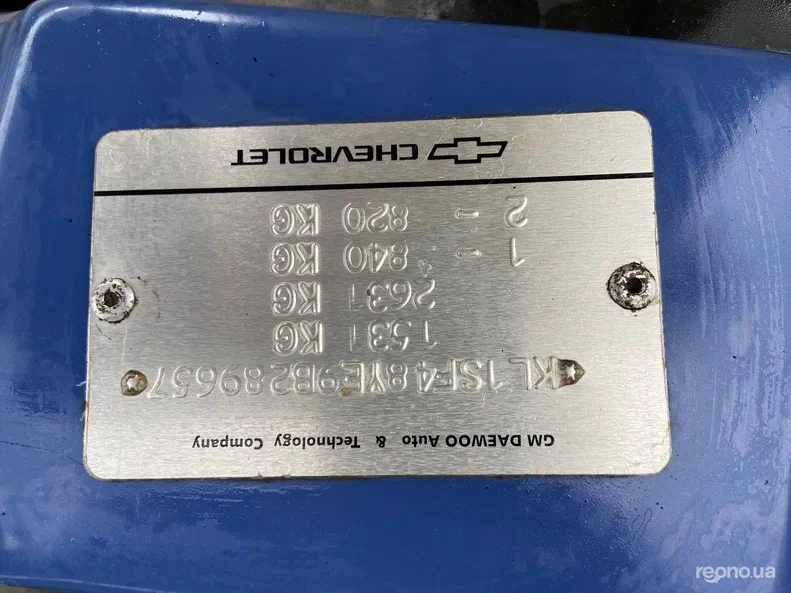 GM DAEWOO Auto & Technology Company
KL1SF48YE9B289657
1531 KG
2631 KG
1 - 840 KG
2 - 820 KG
CHEVROLET